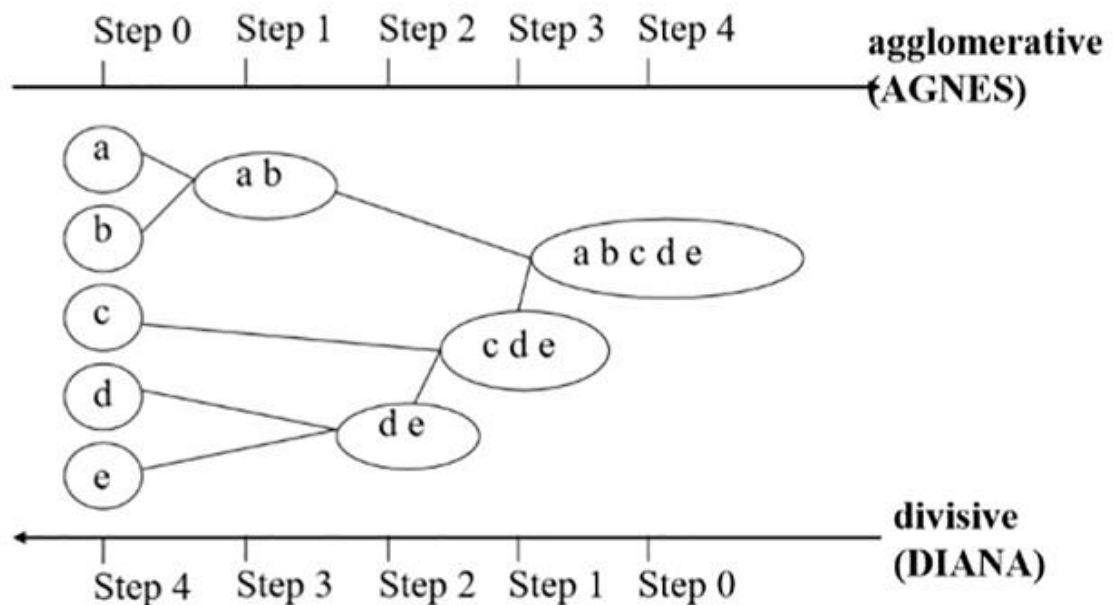 Step 0 Step 1 Step 2 Step 3 Step 4
agglomerative
(AGNES)
a
a b
b
a b c d e
c
c d e
d
d e
e
divisive
(DIANA)
Step 4 Step 3 Step 2 Step 1 Step 0